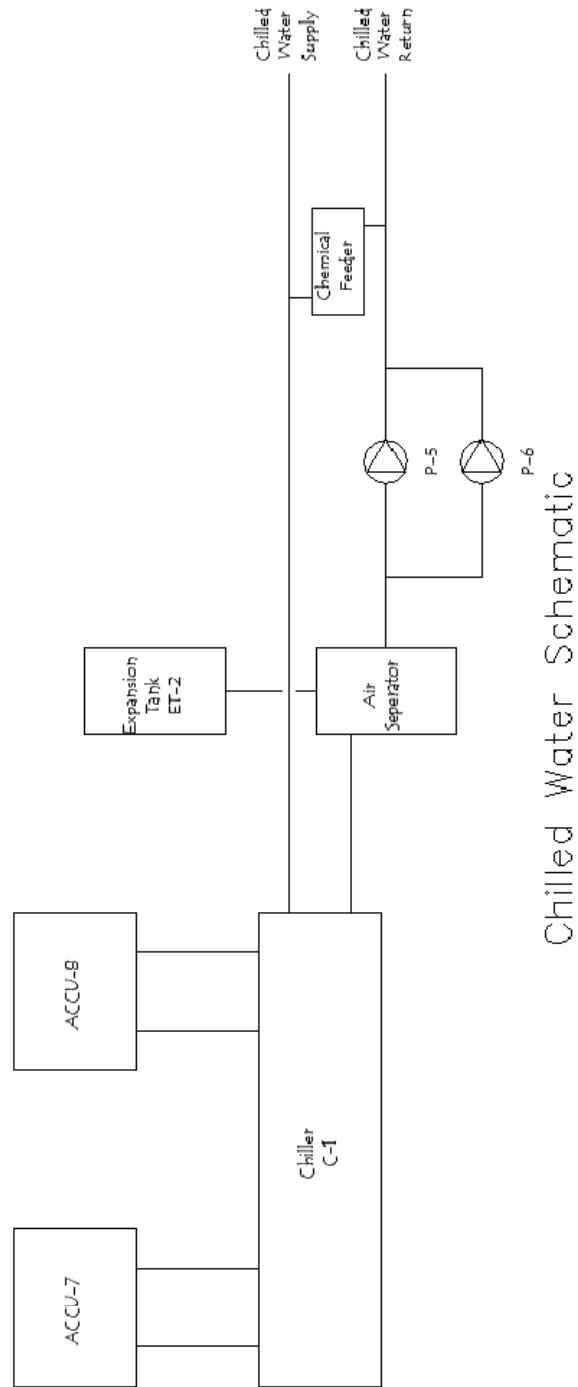 ACCU-7
ACCU-8
Chiller
C-1
Expansion
Tank
ET-2
Air
Seperator
P-5
P-6
Chemical
Feeder
Chilled
Water
Supply
Chilled
Water
Return
Chilled Water Schematic